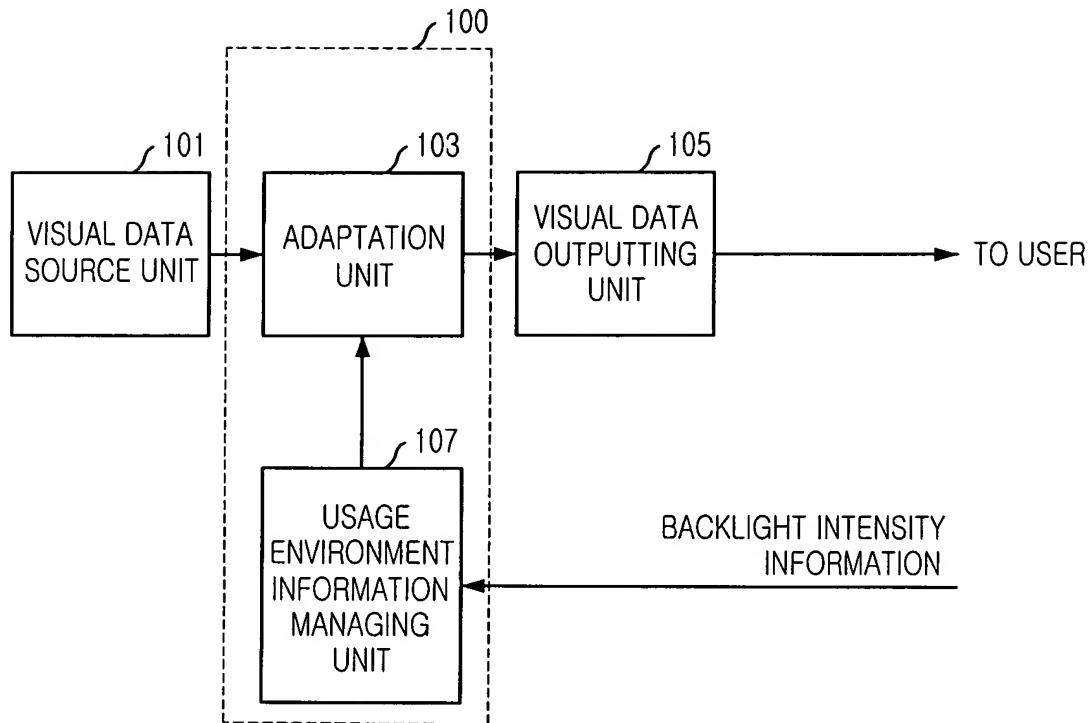 100
101
103
105
VISUAL DATA
SOURCE UNIT
ADAPTATION
UNIT
VISUAL DATA
OUTPUTTING
UNIT
TO USER
107
USAGE
ENVIRONMENT
INFORMATION
MANAGING
UNIT
BACKLIGHT INTENSITY
INFORMATION